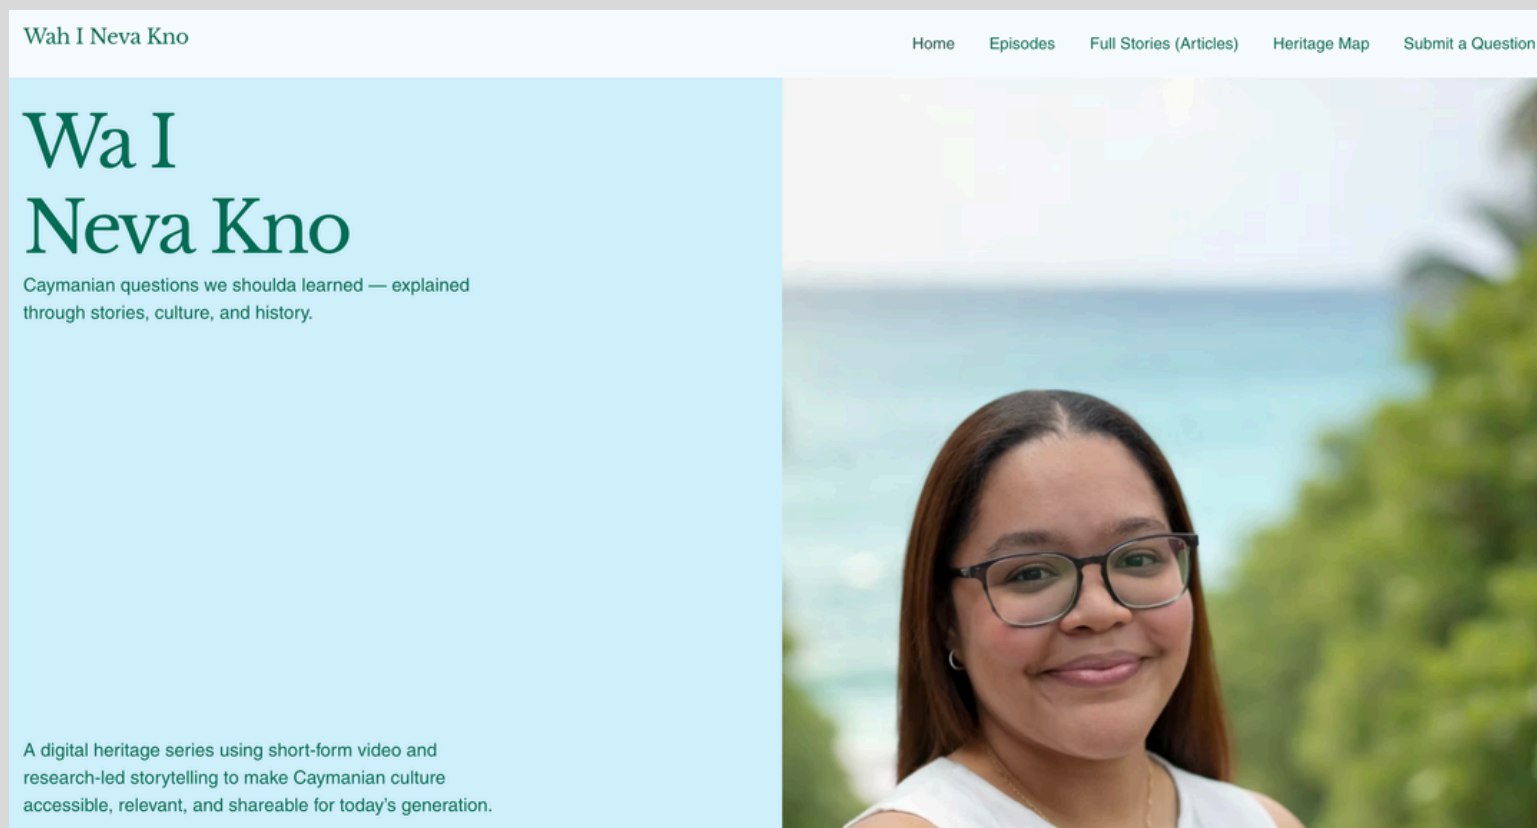 Wah I Neva Kno
Home Episodes Full Stories (Articles) Heritage Map Submit a Question
Wa I
Neva Kno
Caymanian questions we shoulda learned — explained
through stories, culture, and history.
A digital heritage series using short-form video and
research-led storytelling to make Caymanian culture
accessible, relevant, and shareable for today’s generation.